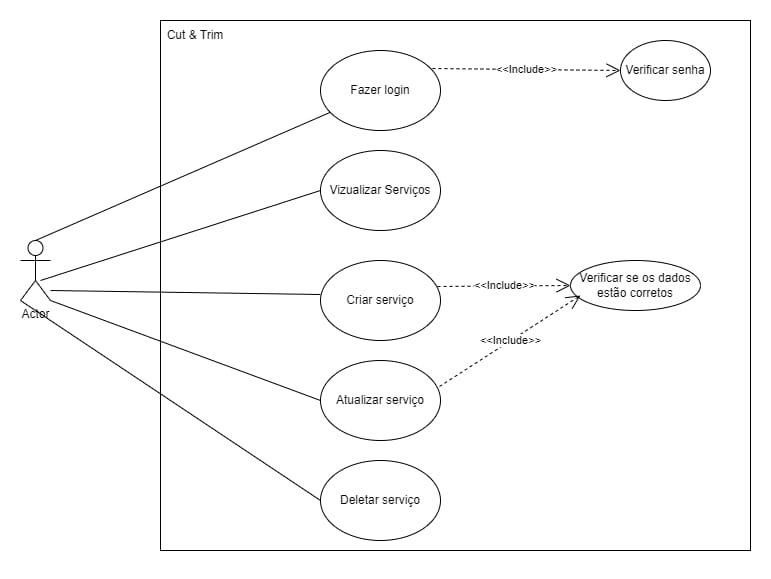 Cut & Trim
Fazer login
<<Include>>
Verificar senha
Vizualizar Serviços
Criar serviço
<<Include>>
Verificar se os dados
estão corretos
Actor
<<Include>>
Atualizar serviço
Deletar serviço